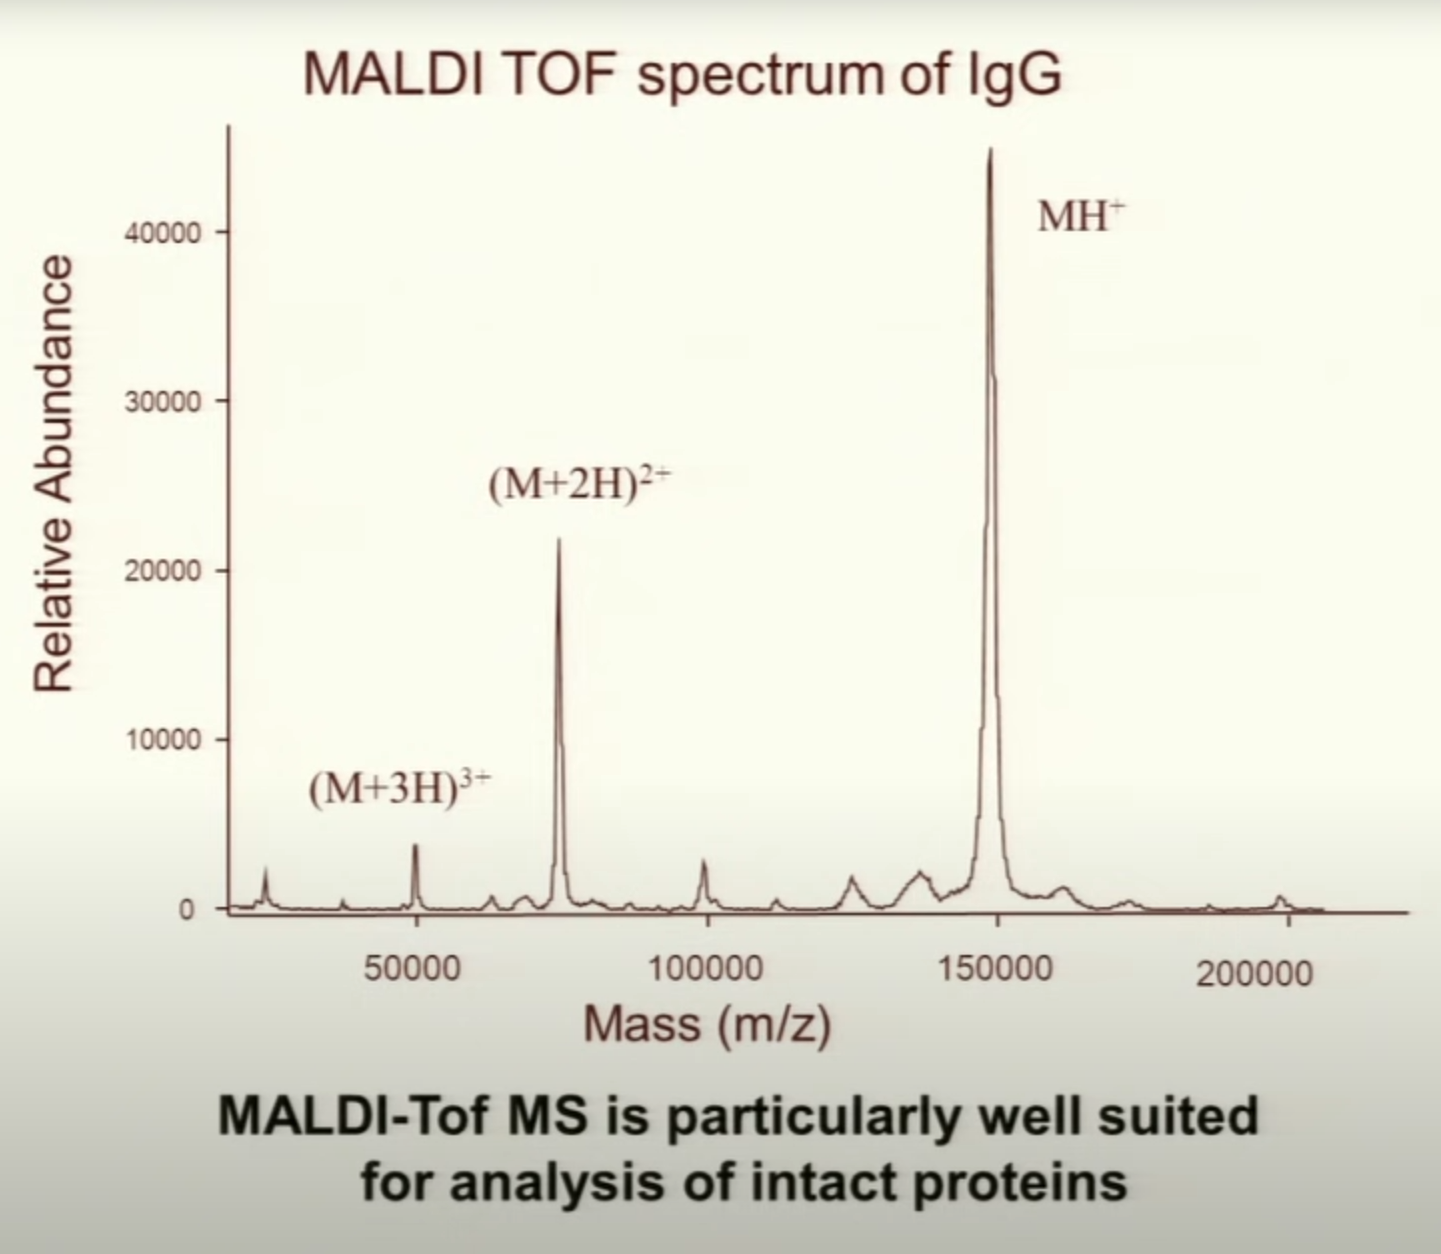 MALDI TOF spectrum of IgG
Relative Abundance
40000
30000
20000
10000
0
MH⁺
(M+2H)²⁺
(M+3H)³⁺
50000
100000
150000
200000
Mass (m/z)
MALDI-Tof MS is particularly well suited
for analysis of intact proteins